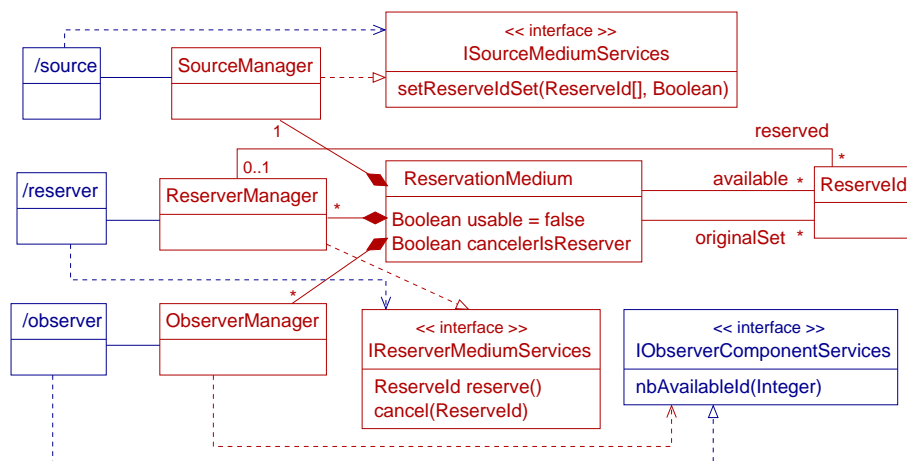 << interface >>
ISourceMediumServices
setReserveIdSet(ReserveId[], Boolean)
/source
SourceManager
1
reserved
0..1
*
/reserver
ReserverManager
*
ReservationMedium
Boolean usable = false
Boolean cancelerIsReserver
available
*
originalSet
*
ReserveId
*
/observer
ObserverManager
<< interface >>
IReserverMediumServices
ReserveId reserve()
cancel(ReserveId)
<< interface >>
IObserverComponentServices
nbAvailableId(Integer)